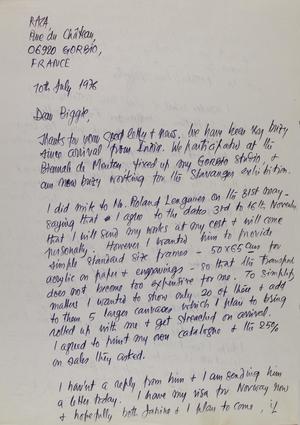 RAZA,
Rue du Château,
06920 GORBIO,
FRANCE
10th July 1976
Dear Biggle,
Thanks for your good letter & news. We have been very busy
since arrival from India. We participated at the
Biennale de Menton, fixed up my GORBIO studio, &
am now busy working for the Stavanger exhibition.
I did write to Mr. Roland Lengauer on the 31st May -
saying that I agree to the dates 3rd to 16th November
that I will send my works at my cost & will come
personally. However I wanted him to provide
simple standard size frames - 50x65 cms for
acrylic on paper & engravings - so that the transport
does not become too expensive for me. To simplify
matters I wanted to show only 20 of these & add
to them 5 larger canvases which I plan to bring
rolled up with me & get stretched on arrival.
I agreed to print my own catalogue & the 25%
on sales they asked.
I havn't a reply from him & I am sending him
a letter today. I have my visa for Norway now
& hopefully both Janine & I plan to come, if